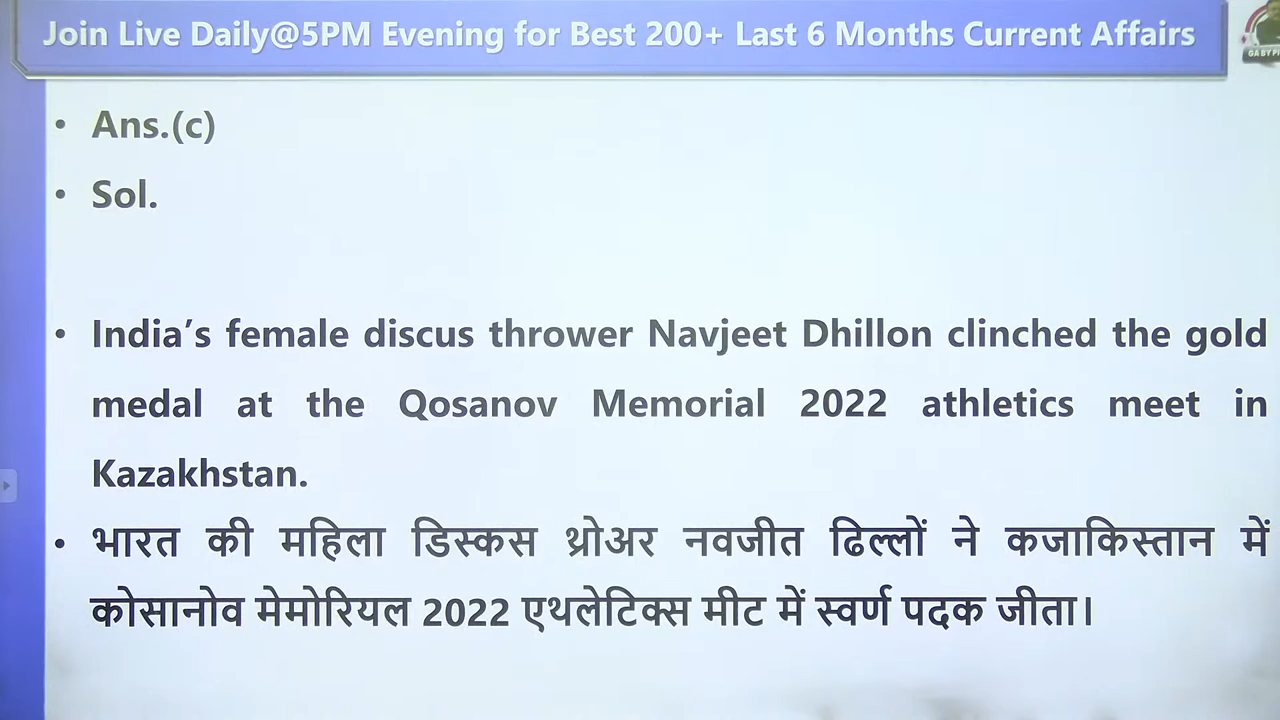 Join Live Daily@5PM Evening for Best 200+ Last 6 Months Current Affairs
• Ans.(c)
• Sol.
• India’s female discus thrower Navjeet Dhillon clinched the gold
medal at the Qosanov Memorial 2022 athletics meet in
Kazakhstan.
• भारत की महिला डिस्कस थ्रोअर नवजीत ढिल्लों ने कजाकिस्तान में
कोसानोव मेमोरियल 2022 एथलेटिक्स मीट में स्वर्ण पदक जीता।